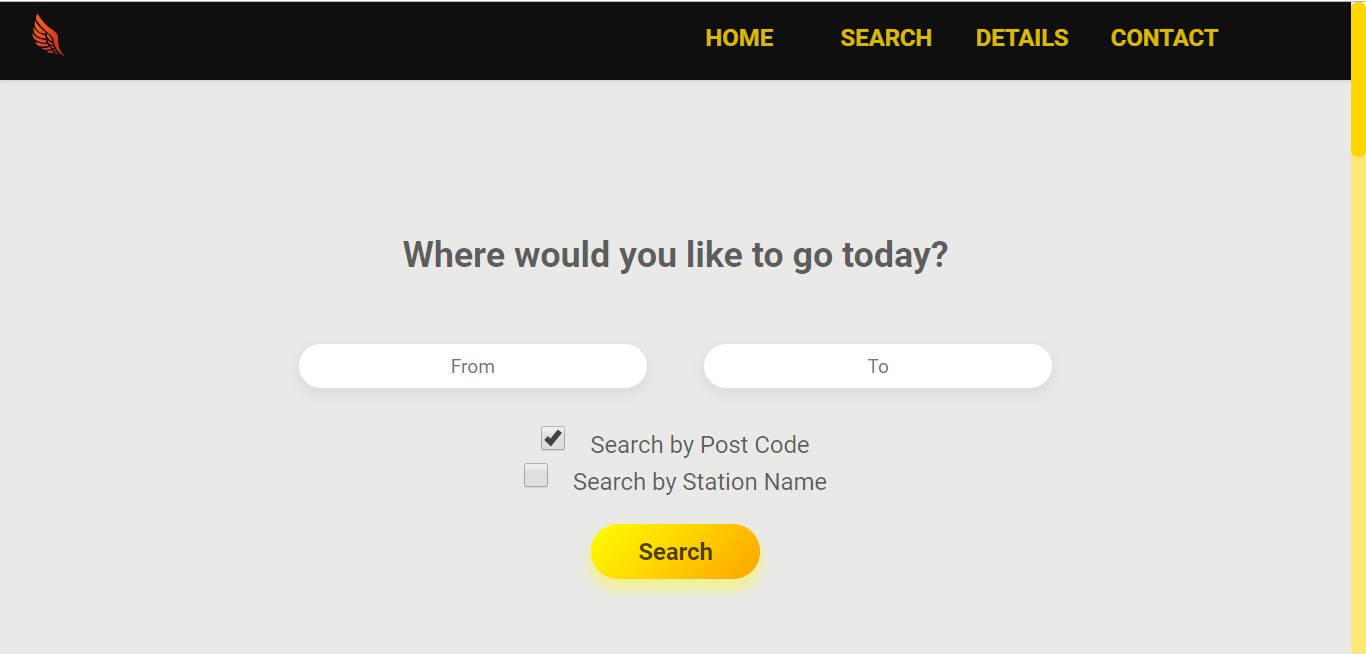 HOME SEARCH DETAILS CONTACT
Where would you like to go today?
From To
Search by Post Code
Search by Station Name
Search